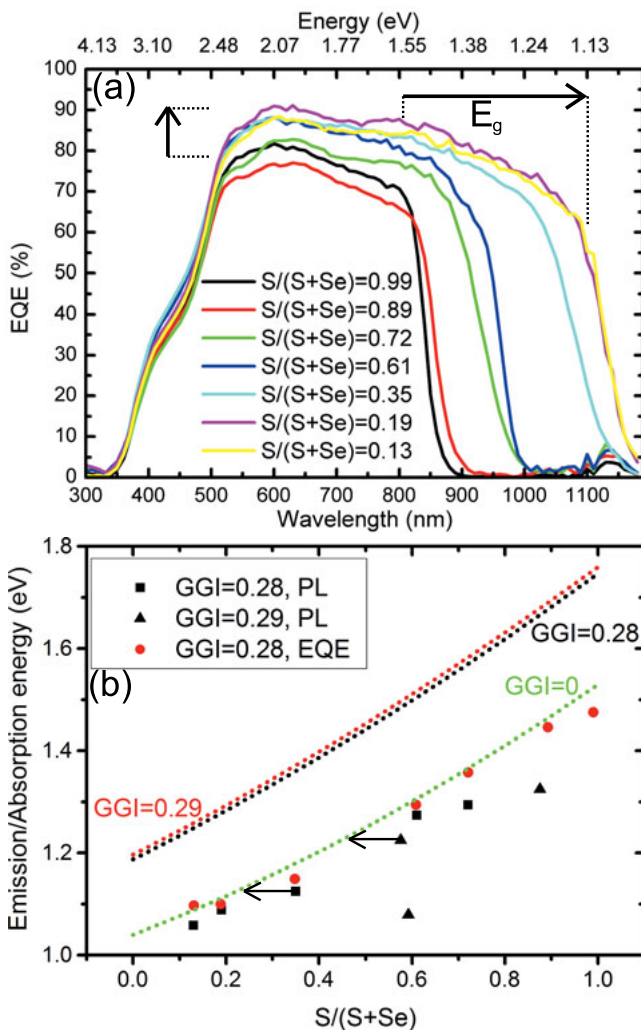 Energy (eV)
4.13 3.10 2.48 2.07 1.77 1.55 1.38 1.24 1.13
100
(a)
90
80
70
60
50
40
30
20
10
0
EQE (%)
E_g
S/(S+Se)=0.99
S/(S+Se)=0.89
S/(S+Se)=0.72
S/(S+Se)=0.61
S/(S+Se)=0.35
S/(S+Se)=0.19
S/(S+Se)=0.13
300 400 500 600 700 800 900 1000 1100
Wavelength (nm)
1.8
1.6
1.4
1.2
1.0
Emission/Absorption energy (eV)
GGI=0.28, PL
GGI=0.29, PL
GGI=0.28, EQE
(b)
GGI=0.28
GGI=0
GGI=0.29
0.0 0.2 0.4 0.6 0.8 1.0
S/(S+Se)